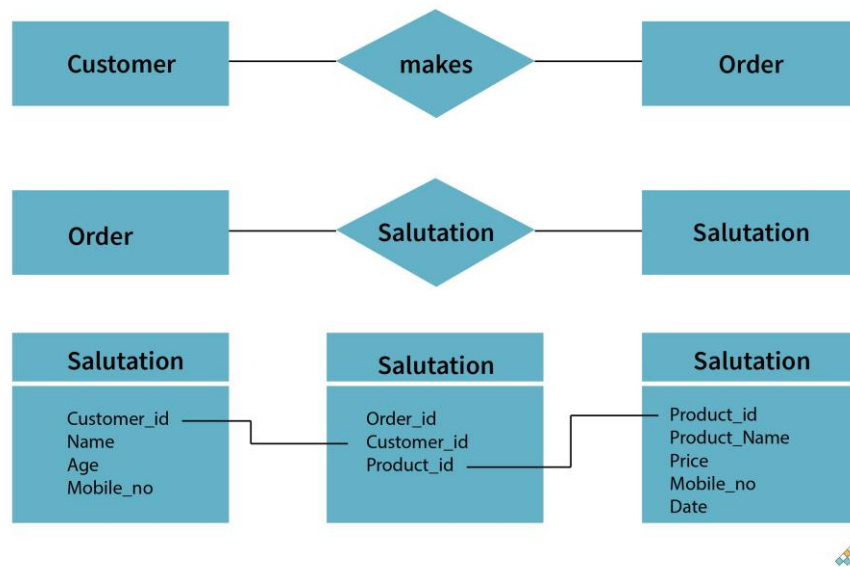 Customer makes Order
Order Salutation Salutation
Salutation Salutation Salutation
Customer_id
Name
Age
Mobile_no
Order_id
Customer_id
Product_id
Product_id
Product_Name
Price
Mobile_no
Date